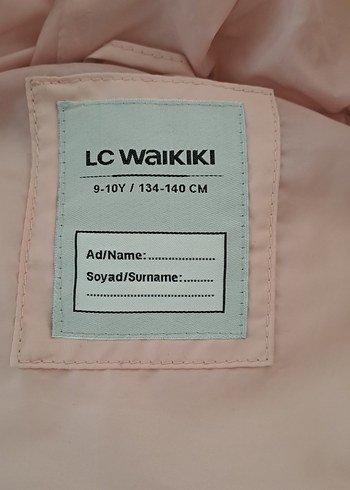 LC WAIKIKI
9-10Y / 134-140 CM
Ad/Name:.....................
Soyad/Surname:.........
.......................................